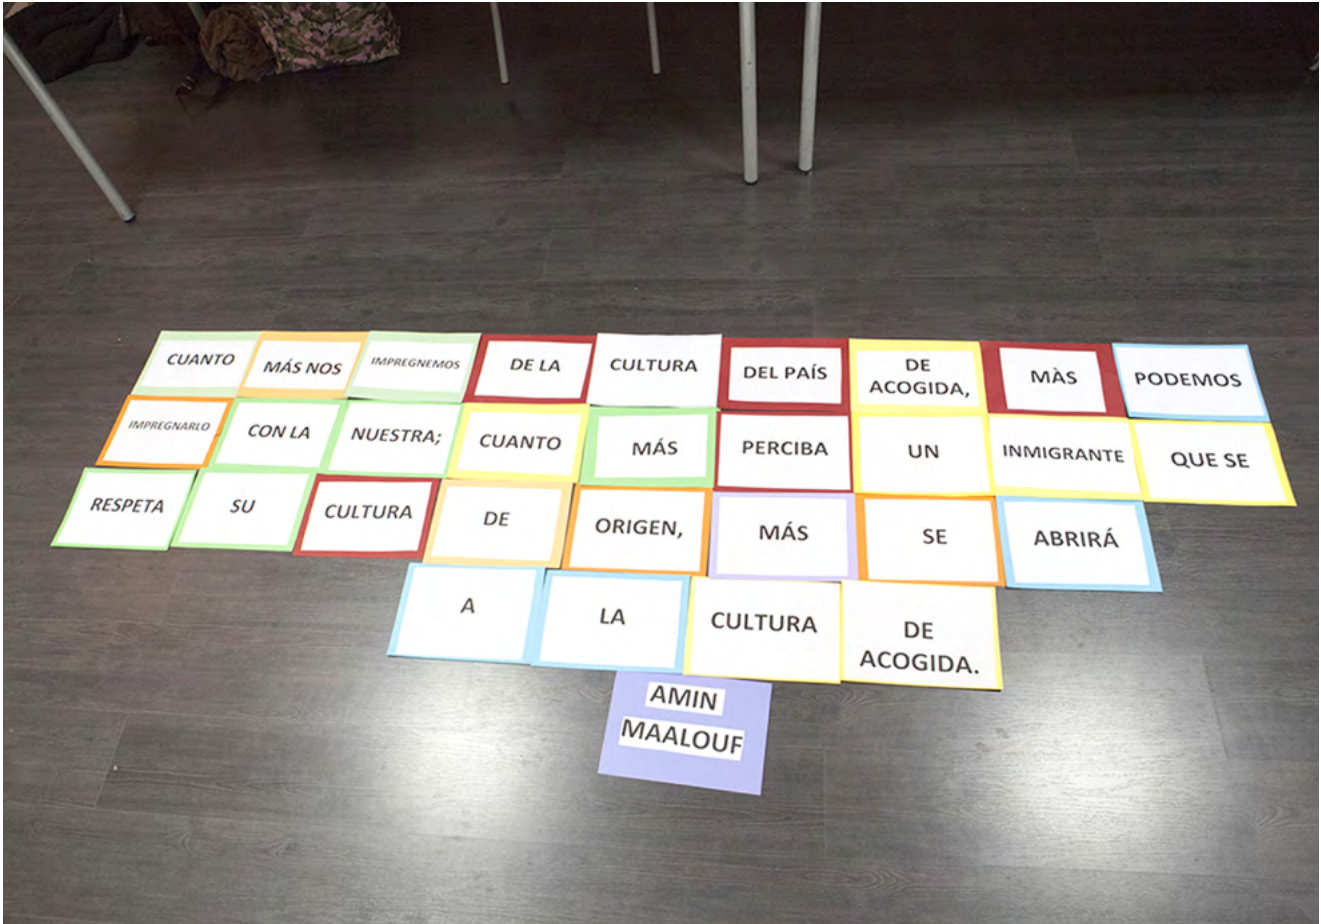 CUANTO MÁS NOS IMPREGNEMOS DE LA CULTURA DEL PAÍS DE ACOGIDA, MÀS PODEMOS
IMPREGNARLO CON LA NUESTRA; CUANTO MÁS PERCIBA UN INMIGRANTE QUE SE
RESPETA SU CULTURA DE ORIGEN, MÁS SE ABRIRÁ
A LA CULTURA DE ACOGIDA.
AMIN
MAALOUF